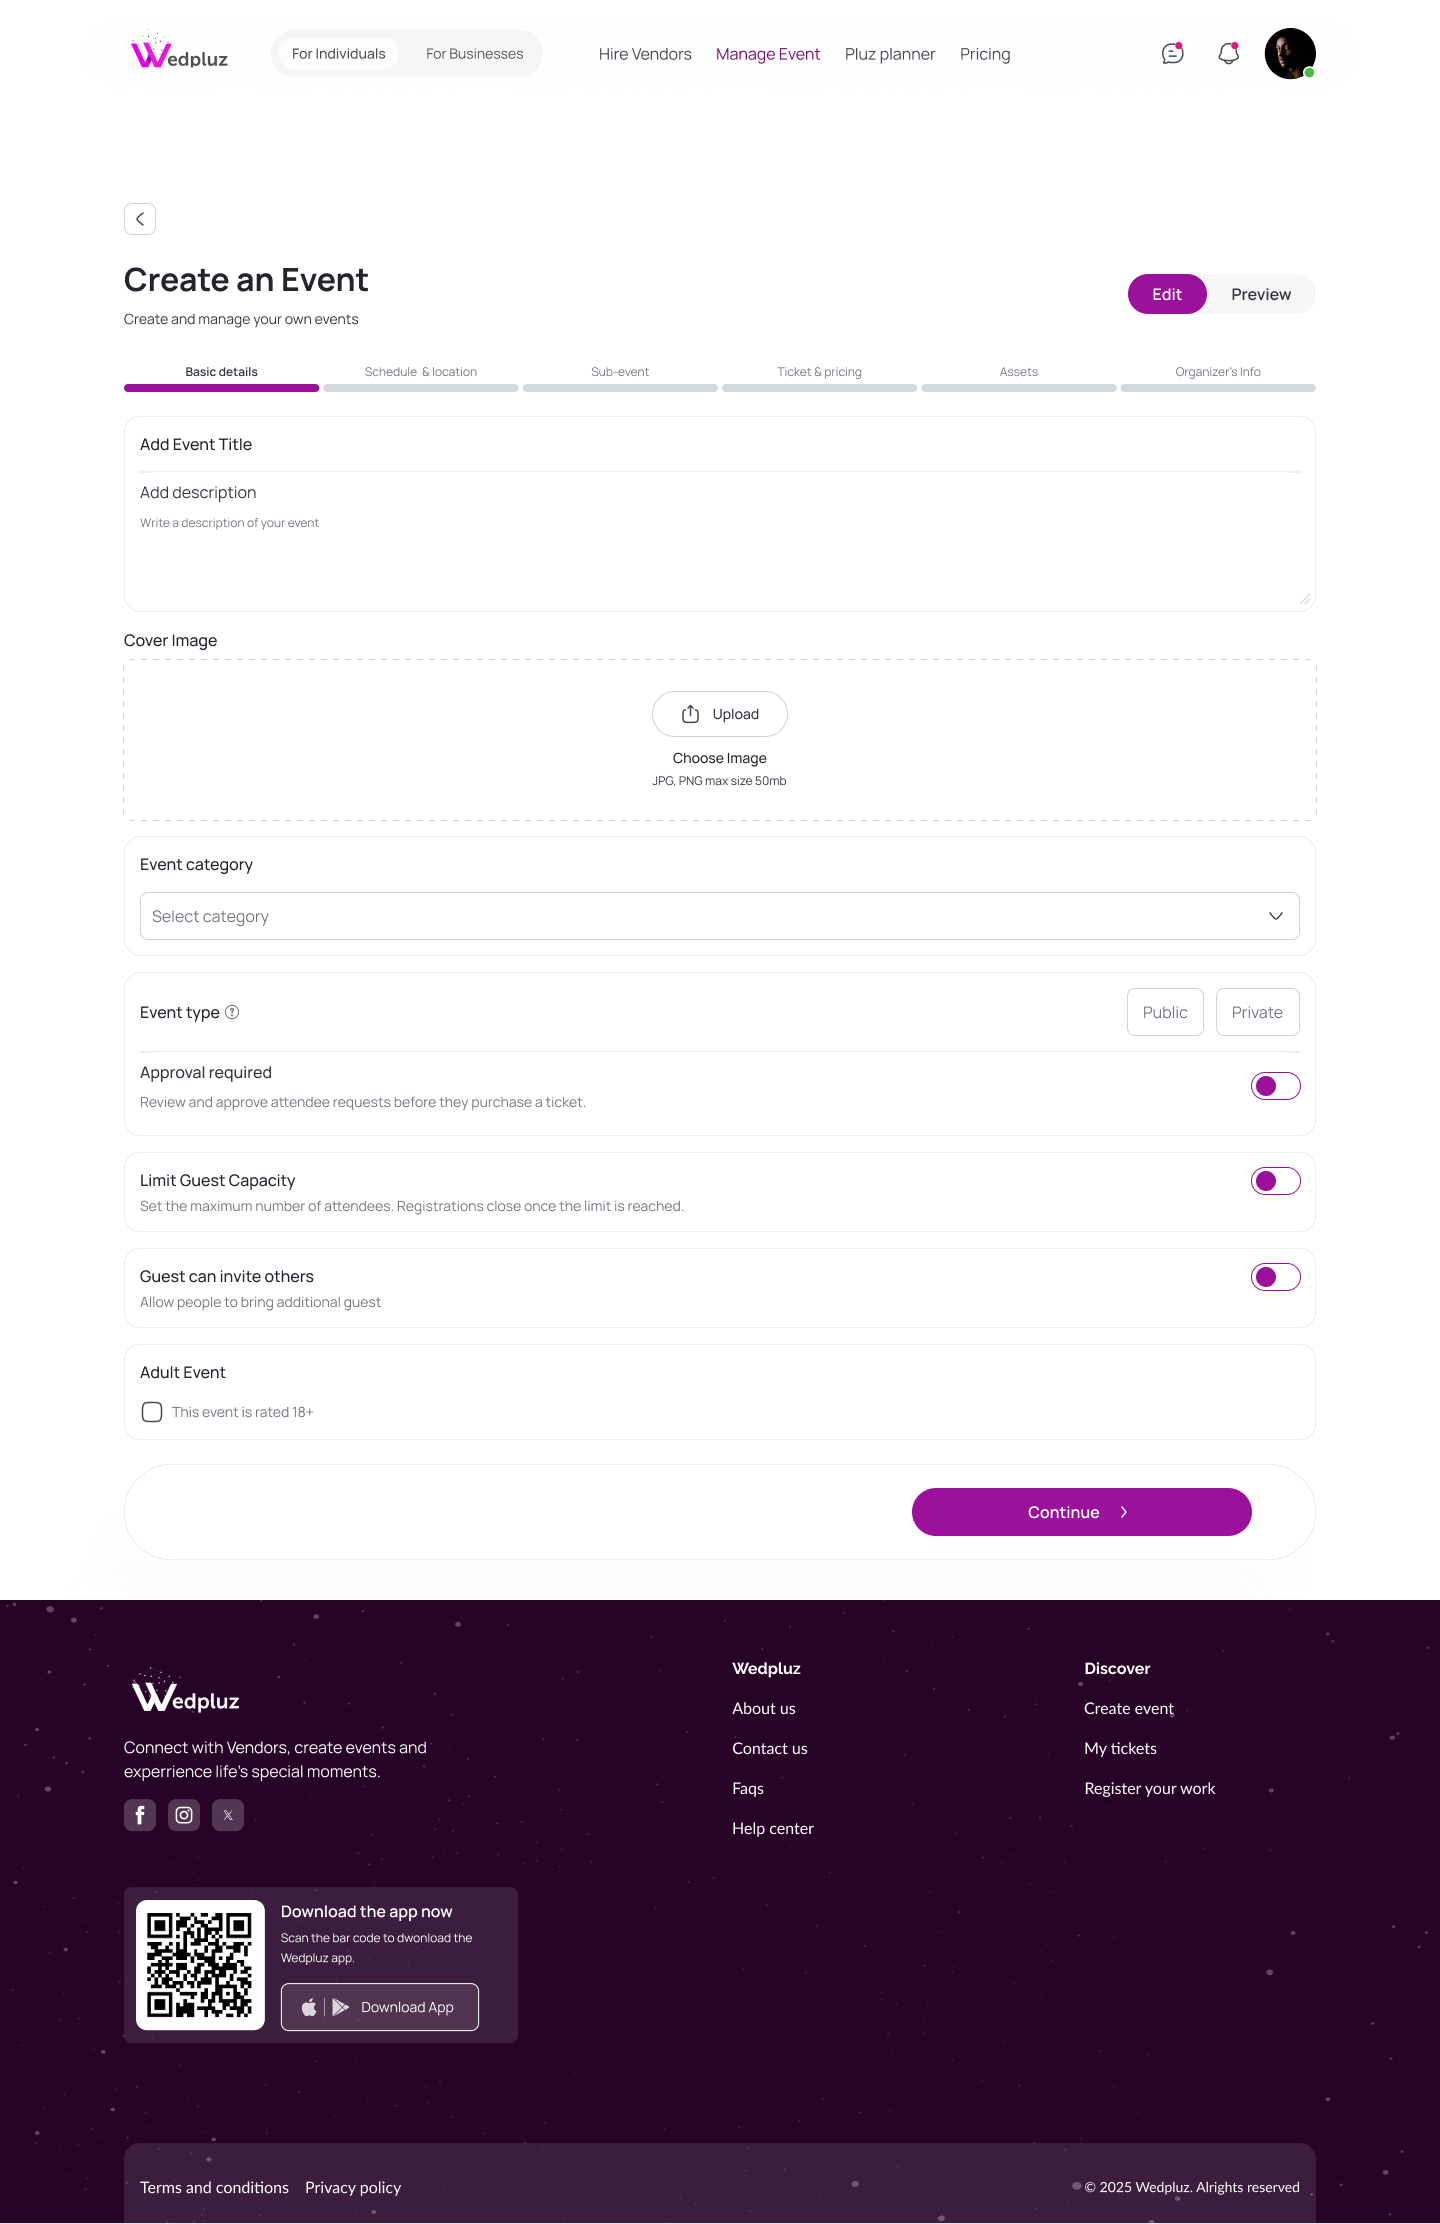 Wedpluz
For Individuals
For Businesses
Hire Vendors
Manage Event
Pluz planner
Pricing
Create an Event
Create and manage your own events
Edit
Preview
Basic details
Schedule & location
Sub-event
Ticket & pricing
Assets
Organizer's Info
Add Event Title
Add description
Write a description of your event
Cover Image
Upload
Choose Image
JPG, PNG max size 50mb
Event category
Select category
Event type
Public
Private
Approval required
Review and approve attendee requests before they purchase a ticket.
Limit Guest Capacity
Set the maximum number of attendees. Registrations close once the limit is reached.
Guest can invite others
Allow people to bring additional guest
Adult Event
This event is rated 18+
Continue
Wedpluz
Connect with Vendors, create events and
experrience life's special moments.
Download the app now
Scan the bar code to dwonload the
Wedpluz app.
Download App
Wedpluz
About us
Contact us
Faqs
Help center
Discover
Create event
My tickets
Register your work
Terms and conditions
Privacy policy
© 2025 Wedpluz. Alrights reserved